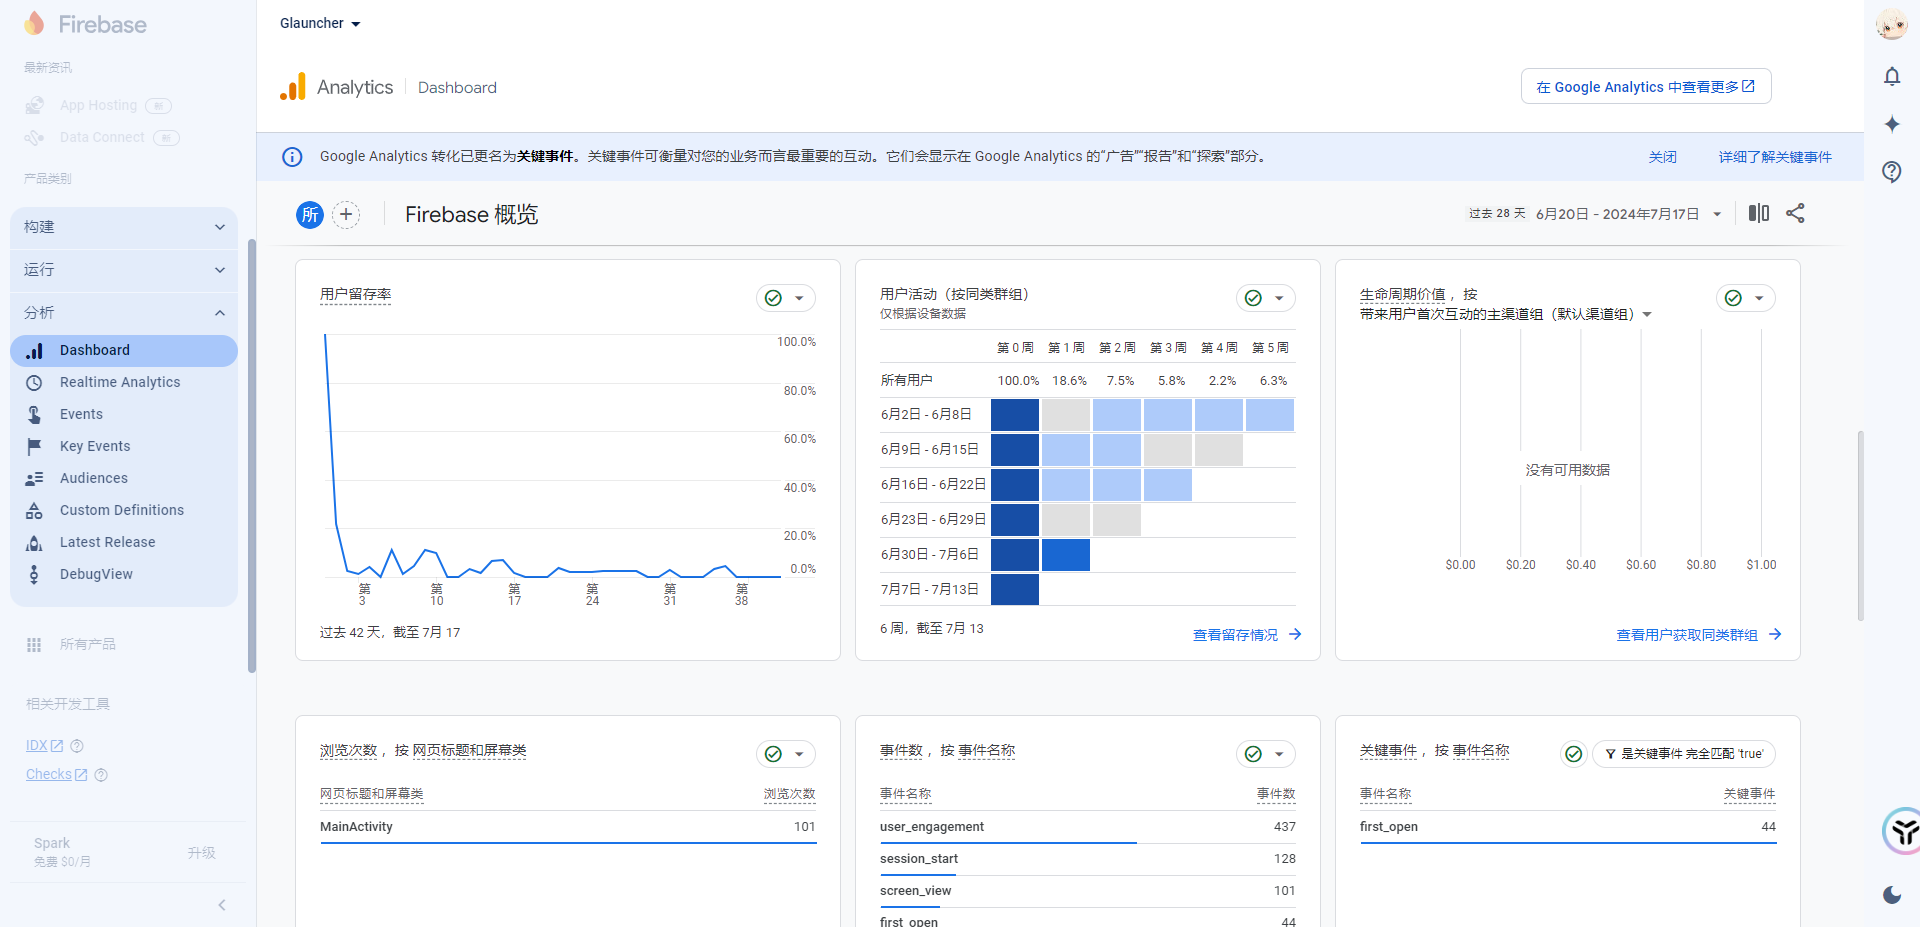 Firebase
最新资讯
App Hosting 新
Data Connect 新
产品类别
构建
运行
分析
Dashboard
Realtime Analytics
Events
Key Events
Audiences
Custom Definitions
Latest Release
DebugView
所有产品
相关开发工具
IDX
Checks
Spark
免费 $0/月
升级
Glauncher
Analytics Dashboard
在 Google Analytics 中查看更多
Google Analytics 转化已更名为关键事件。关键事件可衡量对您的业务而言最重要的互动。它们会显示在 Google Analytics 的“广告”“报告”和“探索”部分。
关闭 详细了解关键事件
所 Firebase 概览
过去 28 天 6月20日 - 2024年7月17日
用户留存率
100.0%
80.0%
60.0%
40.0%
20.0%
0.0%
第 第 第 第 第 第
3 10 17 24 31 38
过去 42 天，截至 7月 17
用户活动（按同类群组）
仅根据设备数据
第 0 周 第 1 周 第 2 周 第 3 周 第 4 周 第 5 周
所有用户 100.0% 18.6% 7.5% 5.8% 2.2% 6.3%
6月2日 - 6月8日
6月9日 - 6月15日
6月16日 - 6月22日
6月23日 - 6月29日
6月30日 - 7月6日
7月7日 - 7月13日
6 周，截至 7月 13
查看留存情况
生命周期价值，按
带来用户首次互动的主渠道组（默认渠道组）
没有可用数据
$0.00 $0.20 $0.40 $0.60 $0.80 $1.00
查看用户获取同类群组
浏览次数，按 网页标题和屏幕类
网页标题和屏幕类 浏览次数
MainActivity 101
事件数，按 事件名称
事件名称 事件数
user_engagement 437
session_start 128
screen_view 101
first_open 44
关键事件，按 事件名称
是关键事件 完全匹配 'true'
事件名称 关键事件
first_open 44